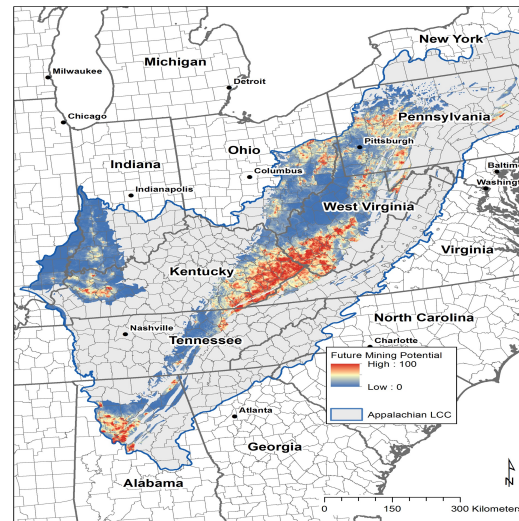 New York
Michigan
Milwaukee
Detroit
Chicago
Pennsylvania
Pittsburgh
Ohio
Indiana
Columbus
Indianapolis
Baltim
Washing
West Virginia
Virginia
Kentucky
Nashville
Tennessee
North Carolina
Charlotte
Future Mining Potential
High : 100
Low : 0
Appalachian LCC
Atlanta
Georgia
Alabama
N
0
150
300 Kilometers